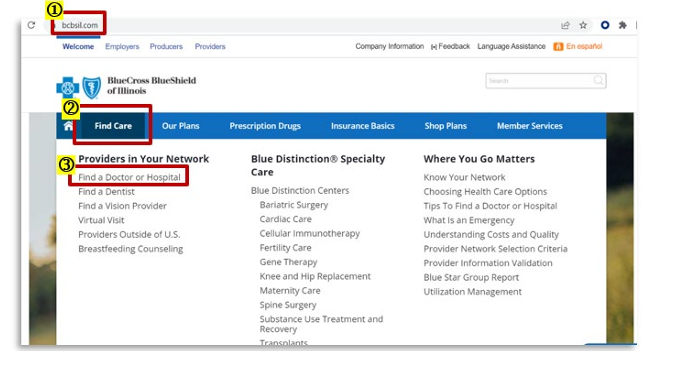 ①
bcbsil.com
Welcome Employers Producers Providers Company Information Feedback Language Assistance En español
BlueCross BlueShield
of Illinois
Search
②
Find Care Our Plans Prescription Drugs Insurance Basics Shop Plans Member Services
③
Providers in Your Network
Find a Doctor or Hospital
Find a Dentist
Find a Vision Provider
Virtual Visit
Providers Outside of U.S.
Breastfeeding Counseling
Blue Distinction® Specialty
Care
Blue Distinction Centers
Bariatric Surgery
Cardiac Care
Cellular Immunotherapy
Fertility Care
Gene Therapy
Knee and Hip Replacement
Maternity Care
Spine Surgery
Substance Use Treatment and
Recovery
Transplants
Where You Go Matters
Know Your Network
Choosing Health Care Options
Tips To Find a Doctor or Hospital
What Is an Emergency
Understanding Costs and Quality
Provider Network Selection Criteria
Provider Information Validation
Blue Star Group Report
Utilization Management